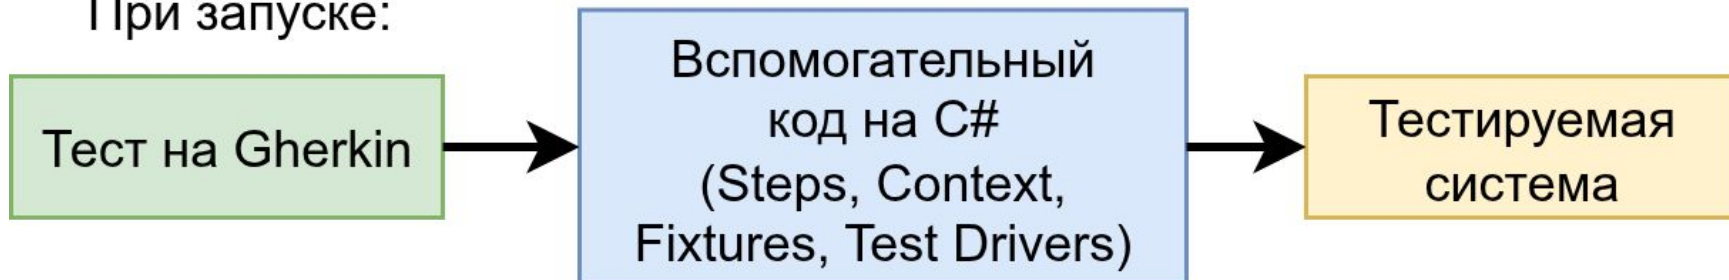 При запуске:
Тест на Gherkin
Вспомогательный
код на C#
(Steps, Context,
Fixtures, Test Drivers)
Тестируемая
система